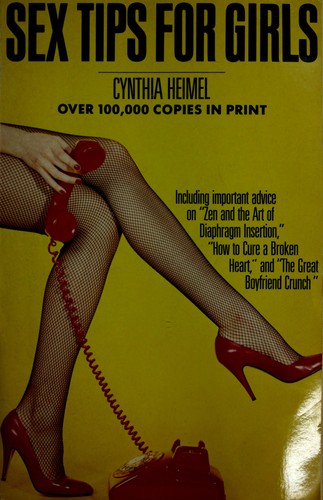 SEX TIPS FOR GIRLS
CYNTHIA HEIMEL
OVER 100,000 COPIES IN PRINT
Including important advice
on "Zen and the Art of
Diaphragm Insertion,"
"How to Cure a Broken
Heart," and "The Great
Boyfriend Crunch"